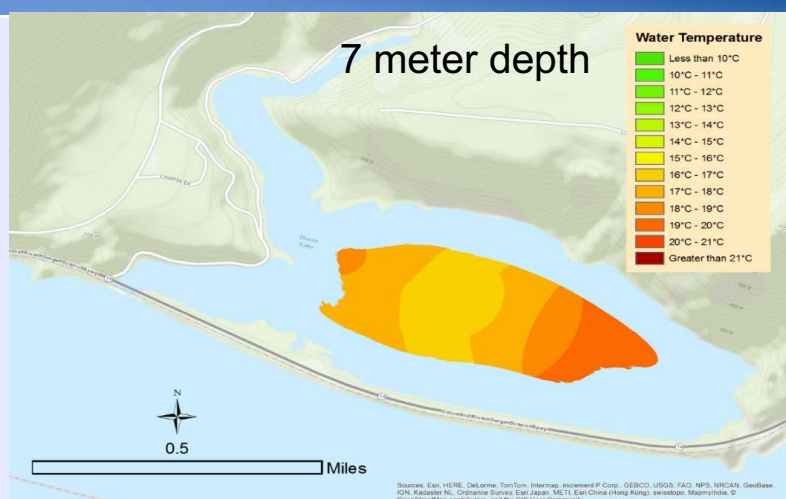 7 meter depth
Water Temperature
Less than 10°C
10°C - 11°C
11°C - 12°C
12°C - 13°C
13°C - 14°C
14°C - 15°C
15°C - 16°C
16°C - 17°C
17°C - 18°C
18°C - 19°C
19°C - 20°C
20°C - 21°C
Greater than 21°C
Lake
N
0.5
Miles
Sources: Esri, HERE, DeLorme, TomTom, Intermap, increment P Corp., GEBCO, USGS, FAO, NPS, NRCAN, GeoBase,
IGN, Kadaster NL, Ordnance Survey, Esri Japan, METI, Esri China (Hong Kong), swisstopo, MapmyIndia, ©